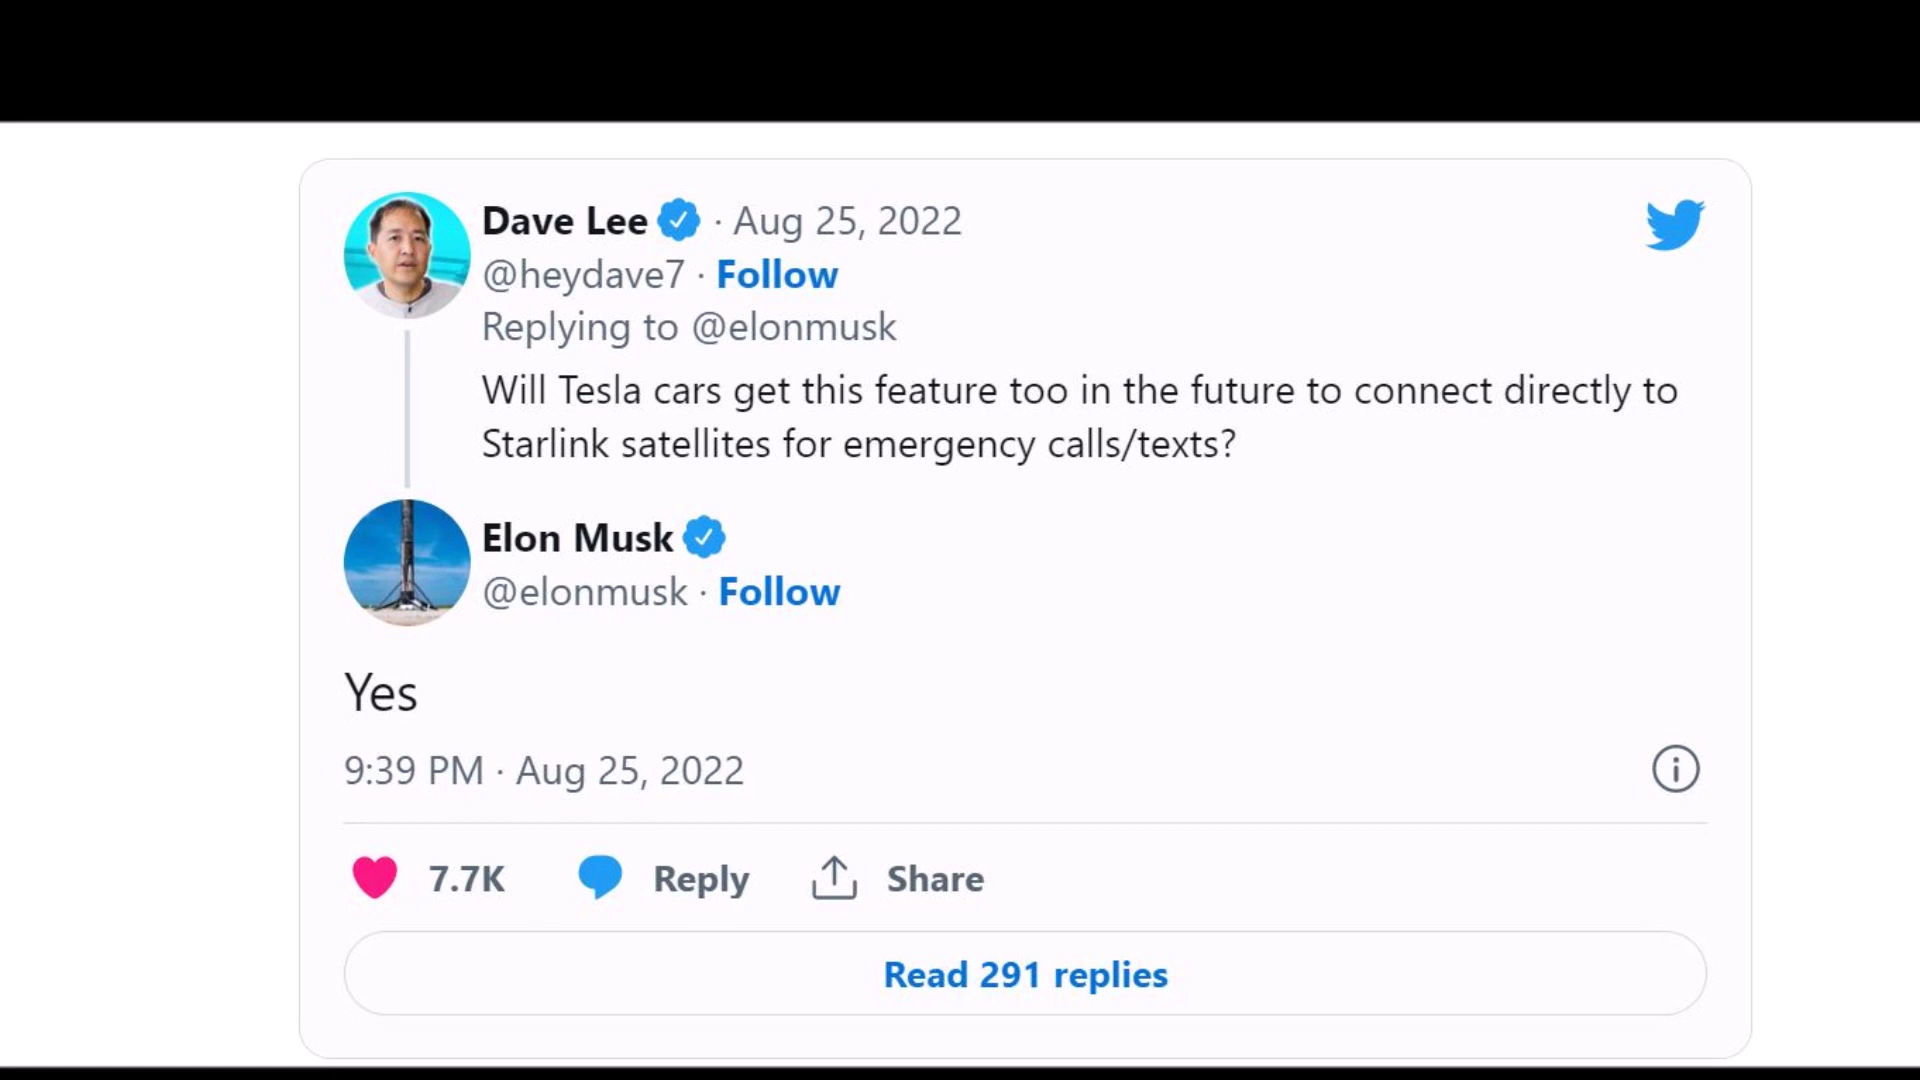 Dave Lee · Aug 25, 2022
@heydave7 · Follow
Replying to @elonmusk
Will Tesla cars get this feature too in the future to connect directly to
Starlink satellites for emergency calls/texts?
Elon Musk
@elonmusk · Follow
Yes
9:39 PM · Aug 25, 2022
7.7K Reply Share
Read 291 replies